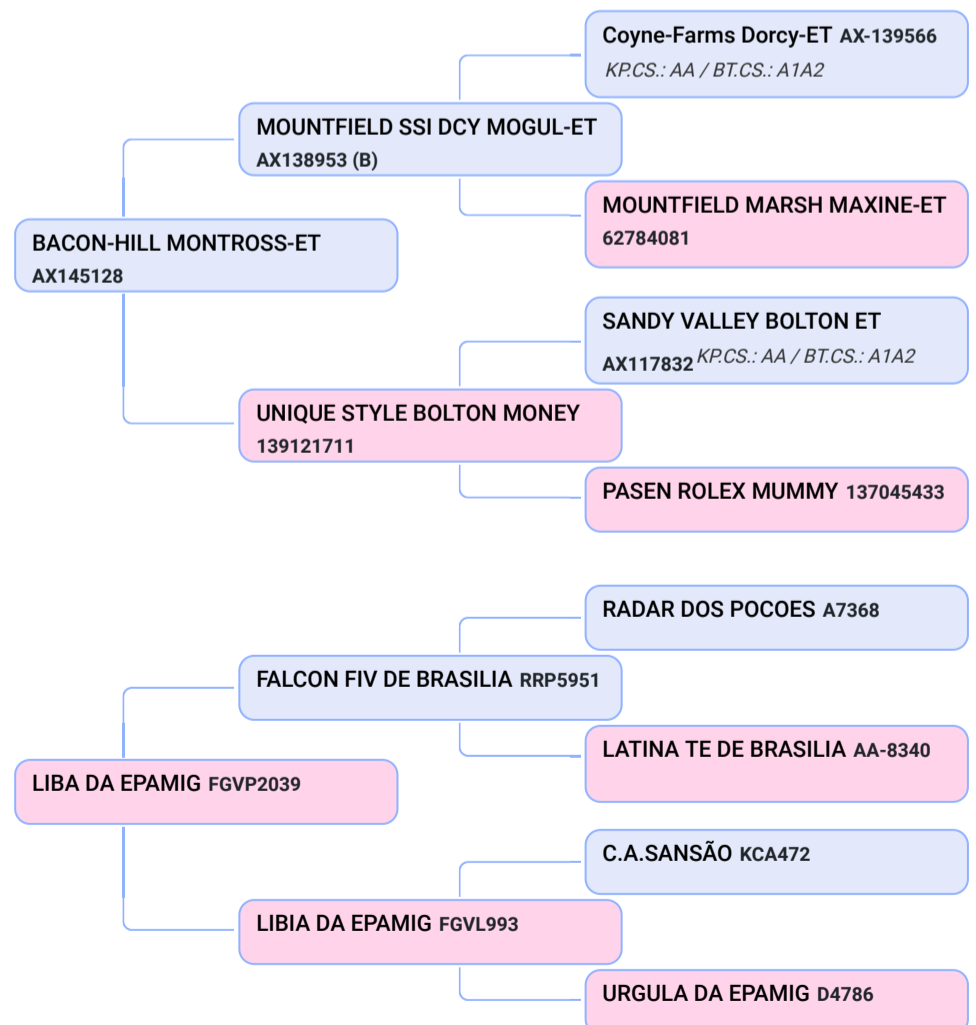 Coyne-Farms Dorcy-ET AX-139566
KP.CS.: AA / BT.CS.: A1A2
MOUNTFIELD SSI DCY MOGUL-ET
AX138953 (B)
MOUNTFIELD MARSH MAXINE-ET
62784081
BACON-HILL MONTROSS-ET
AX145128
SANDY VALLEY BOLTON ET
AX117832 KP.CS.: AA / BT.CS.: A1A2
UNIQUE STYLE BOLTON MONEY
139121711
PASEN ROLEX MUMMY 137045433
RADAR DOS POCOES A7368
FALCON FIV DE BRASILIA RRP5951
LATINA TE DE BRASILIA AA-8340
LIBA DA EPAMIG FGVP2039
C.A.SANSÃO KCA472
LIBIA DA EPAMIG FGVL993
URGULA DA EPAMIG D4786